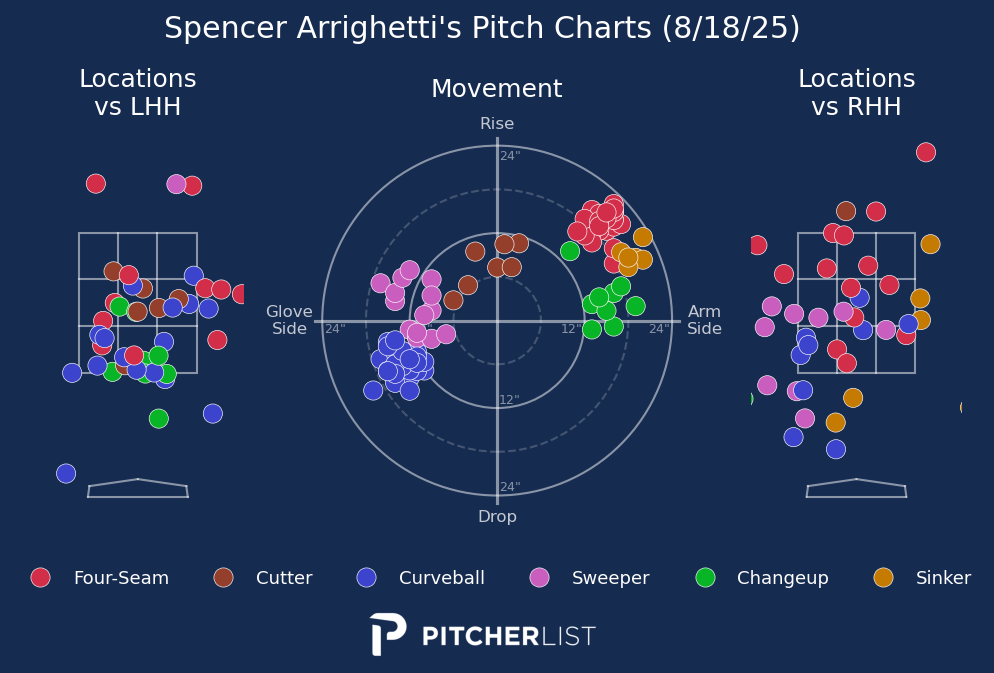 Spencer Arrighetti's Pitch Charts (8/18/25)
Locations
vs LHH
Movement
Locations
vs RHH
Rise
24"
Glove
Side
24"
12"
24"
Arm
Side
12"
24"
Drop
Four-Seam
Cutter
Curveball
Sweeper
Changeup
Sinker
PITCHERLIST